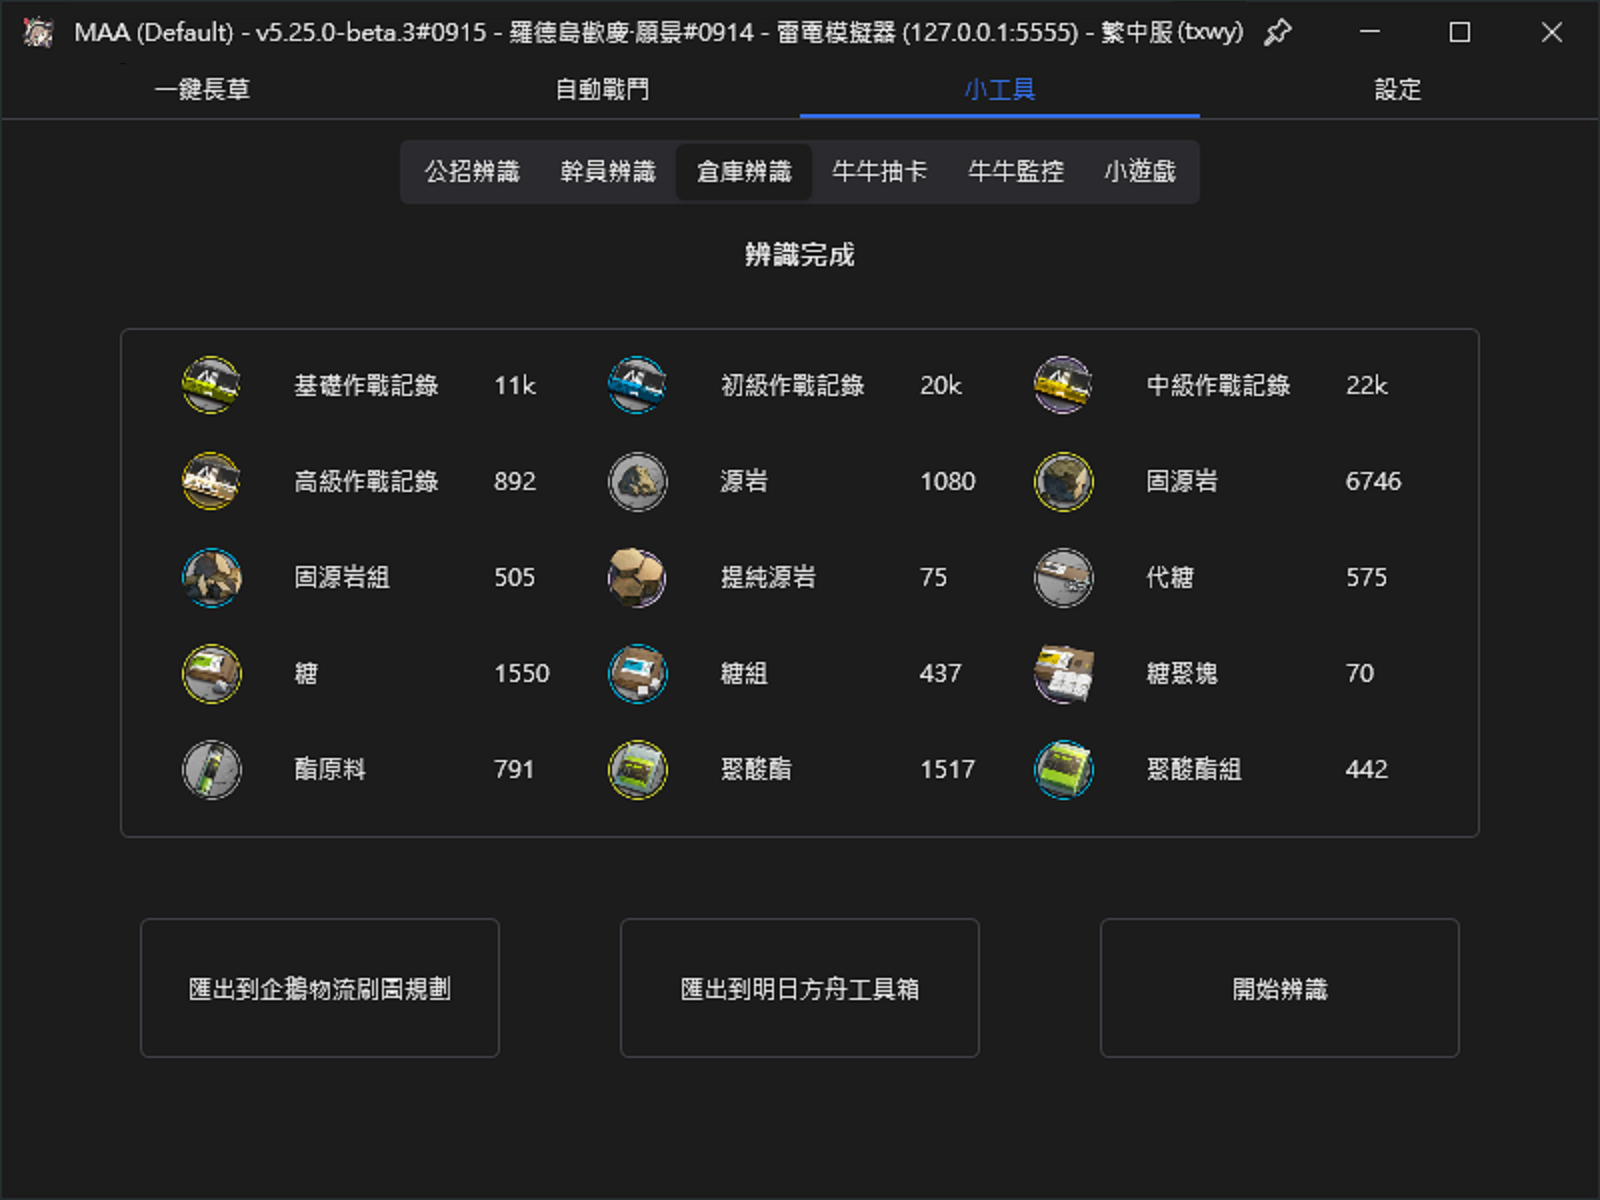 MAA (Default) - v5.25.0-beta.3#0915 - 羅德島歡慶·願景#0914 - 雷電模擬器 (127.0.0.1:5555) - 繁中服 (txwy)
一鍵長草 自動戰鬥 小工具 設定
公招辨識 幹員辨識 倉庫辨識 牛牛抽卡 牛牛監控 小遊戲
辨識完成
基礎作戰記錄 11k 初級作戰記錄 20k 中級作戰記錄 22k
高級作戰記錄 892 源岩 1080 固源岩 6746
固源岩組 505 提純源岩 75 代糖 575
糖 1550 糖組 437 糖聚塊 70
酯原料 791 聚酸酯 1517 聚酸酯組 442
匯出到企鵝物流刷圖規劃 匯出到明日方舟工具箱 開始辨識